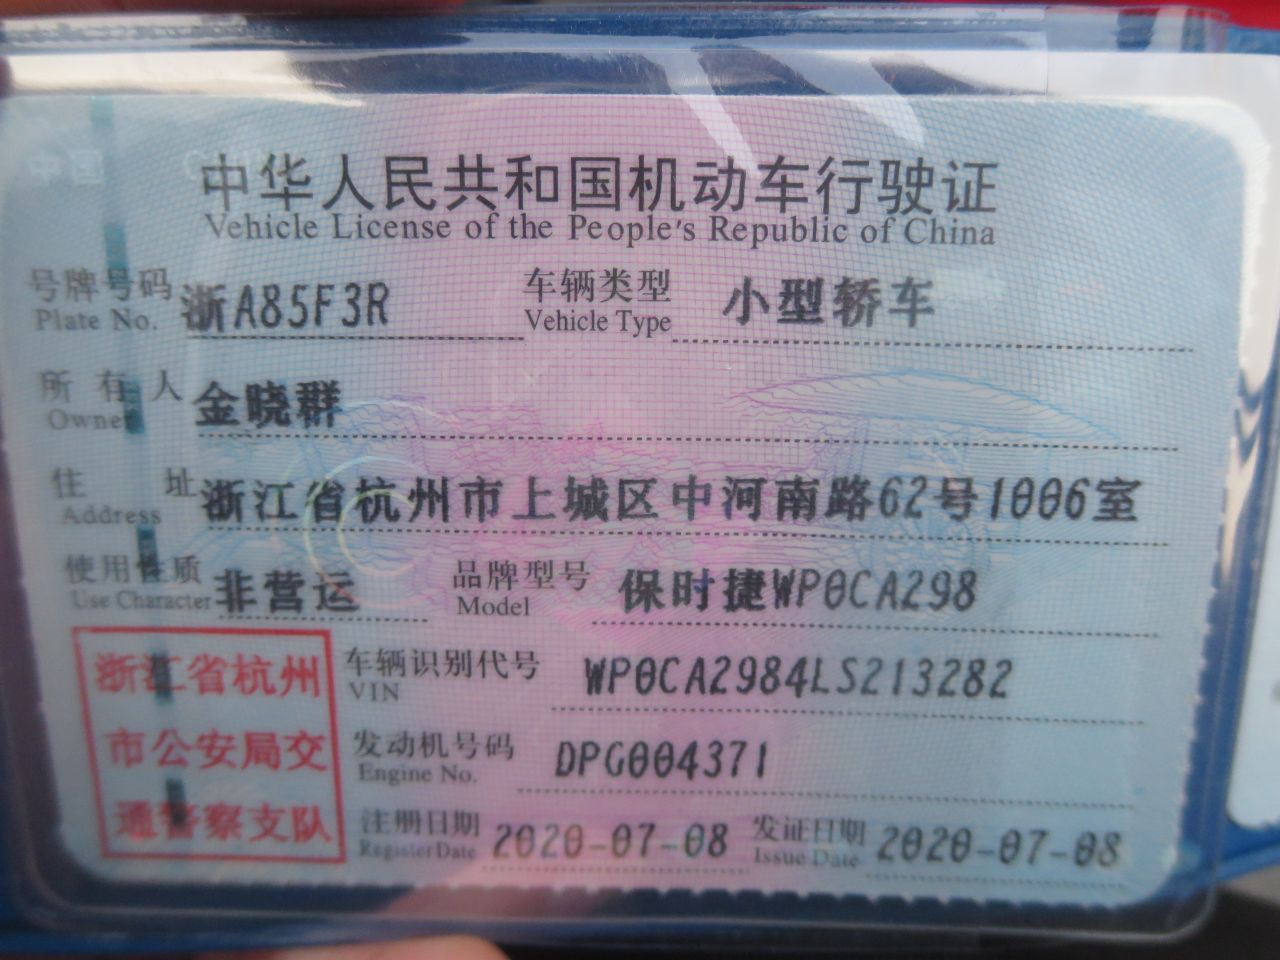 中华人民共和国机动车行驶证
Vehicle License of the People's Republic of China
号牌号码 浙A85F3R 车辆类型 小型轿车
Plate No. Vehicle Type
所有人 金晓群
Owner
住址 浙江省杭州市上城区中河南路62号1006室
Address
使用性质 非营运 品牌型号 保时捷WP0CA298
Use Character Model
浙江省杭州
市公安局交
通警察支队
车辆识别代号 WP0CA2984LS213282
VIN
发动机号码 DPG004371
Engine No.
注册日期 2020-07-08 发证日期 2020-07-08
Register Date Issue Date